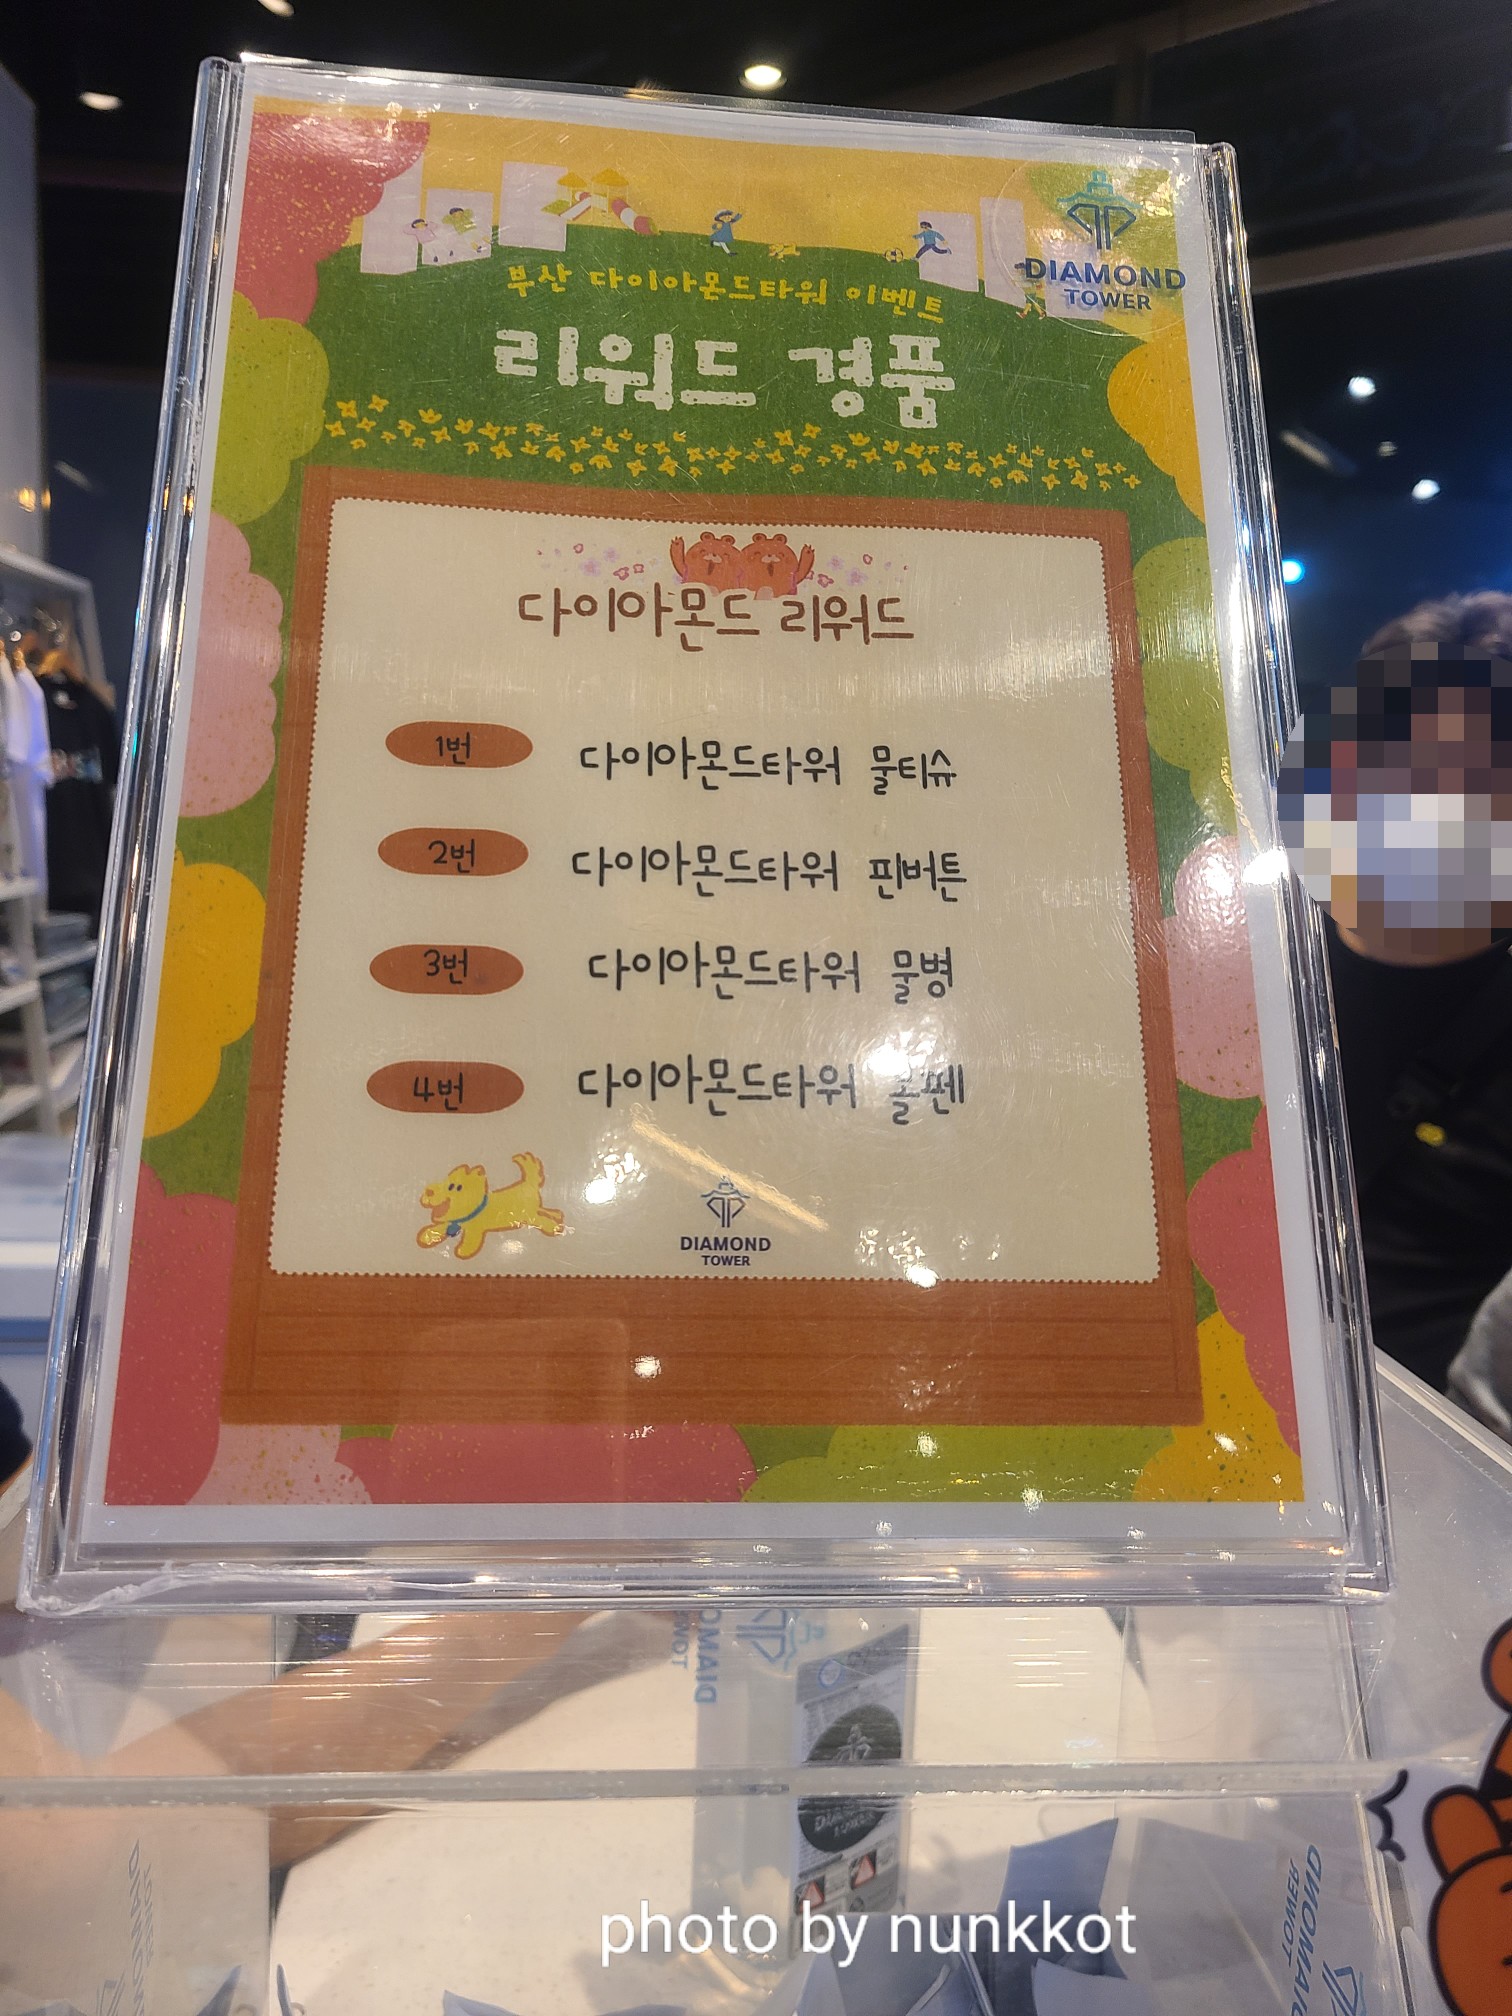 DIAMOND
TOWER
부산 다이아몬드타워 이벤트
리워드 경품
다이아몬드 리워드
1번 다이아몬드타워 물티슈
2번 다이아몬드타워 핀버튼
3번 다이아몬드타워 물병
4번 다이아몬드타워 볼펜
DIAMOND
TOWER
DIAMOND
TOWER
DIAMOND
TOWER
photo by nunkkot